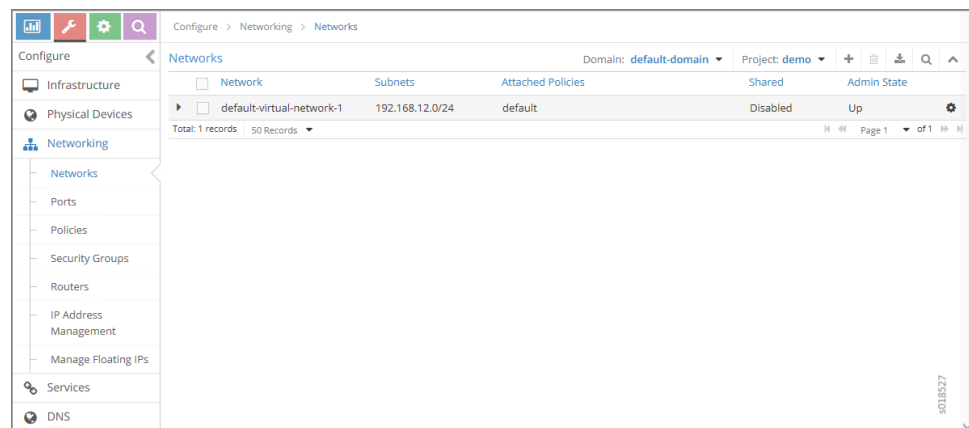 Configure > Networking > Networks
Configure
Infrastructure
Physical Devices
Networking
Networks
Ports
Policies
Security Groups
Routers
IP Address
Management
Manage Floating IPs
Services
DNS
Networks Domain: default-domain Project: demo
Network Subnets Attached Policies Shared Admin State
default-virtual-network-1 192.168.12.0/24 default Disabled Up
Total: 1 records 50 Records Page 1 of 1
s018527